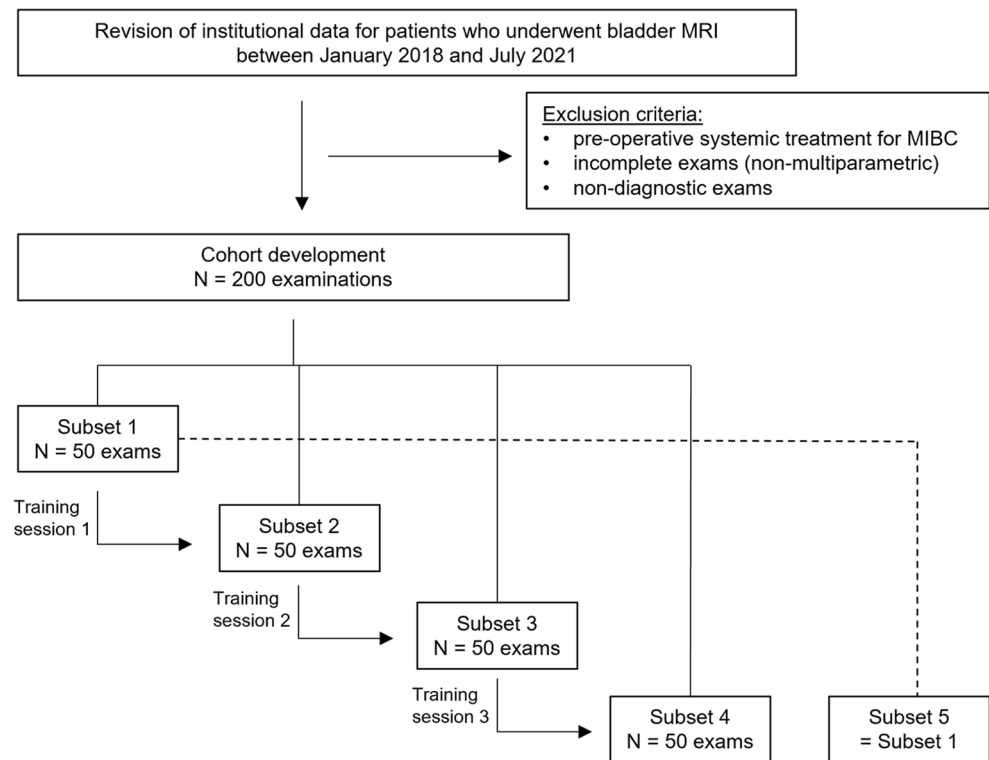 Revision of institutional data for patients who underwent bladder MRI
between January 2018 and July 2021
Exclusion criteria:
• pre-operative systemic treatment for MIBC
• incomplete exams (non-multiparametric)
• non-diagnostic exams
Cohort development
N = 200 examinations
Subset 1
N = 50 exams
Training
session 1
Subset 2
N = 50 exams
Training
session 2
Subset 3
N = 50 exams
Training
session 3
Subset 4
N = 50 exams
Subset 5
= Subset 1